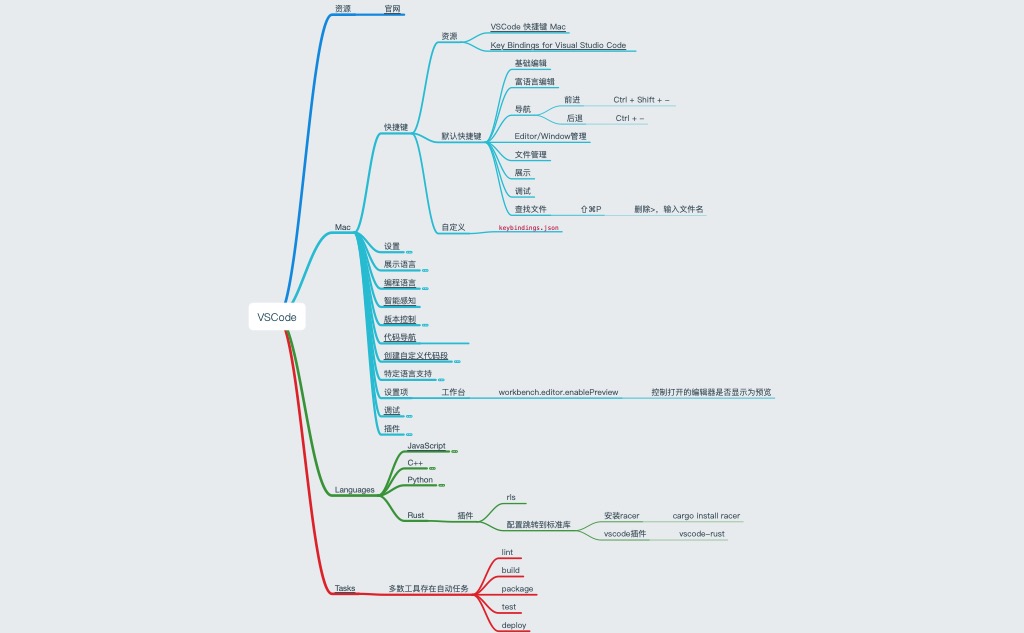 VSCode
资源
官网
Mac
快捷键
资源
VSCode 快捷键 Mac
Key Bindings for Visual Studio Code
默认快捷键
基础编辑
富语言编辑
导航
前进
Ctrl + Shift + -
后退
Ctrl + -
Editor/Window管理
文件管理
展示
调试
查找文件
⇧⌘P
删除>，输入文件名
自定义
keybindings.json
设置
展示语言
编程语言
智能感知
版本控制
代码导航
创建自定义代码段
特定语言支持
设置项
工作台
workbench.editor.enablePreview
控制打开的编辑器是否显示为预览
调试
插件
Languages
JavaScript
C++
Python
Rust
插件
rls
配置跳转到标准库
安装racer
cargo install racer
vscode插件
vscode-rust
Tasks
多数工具存在自动任务
lint
build
package
test
deploy